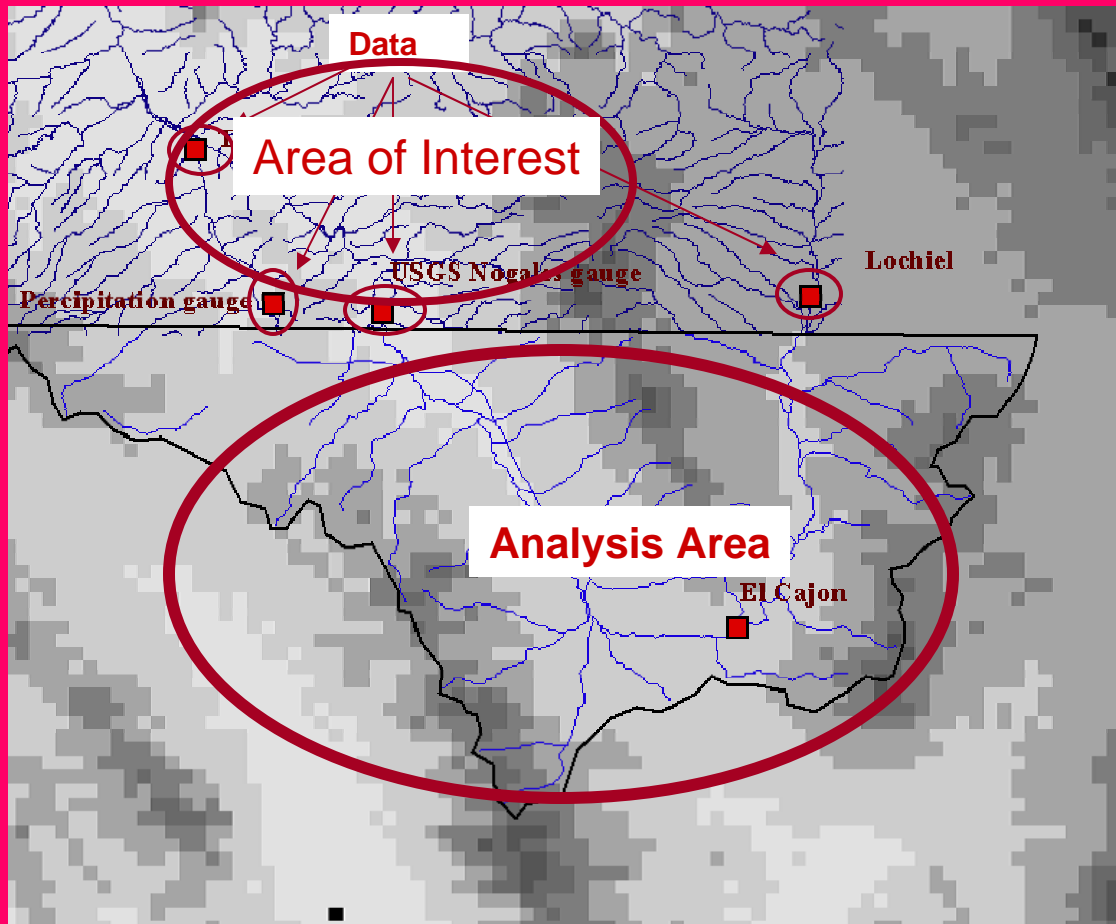 Data
Area of Interest
Lochiel
USGS Nogales gauge
Percipitation gauge
Analysis Area
El Cajon